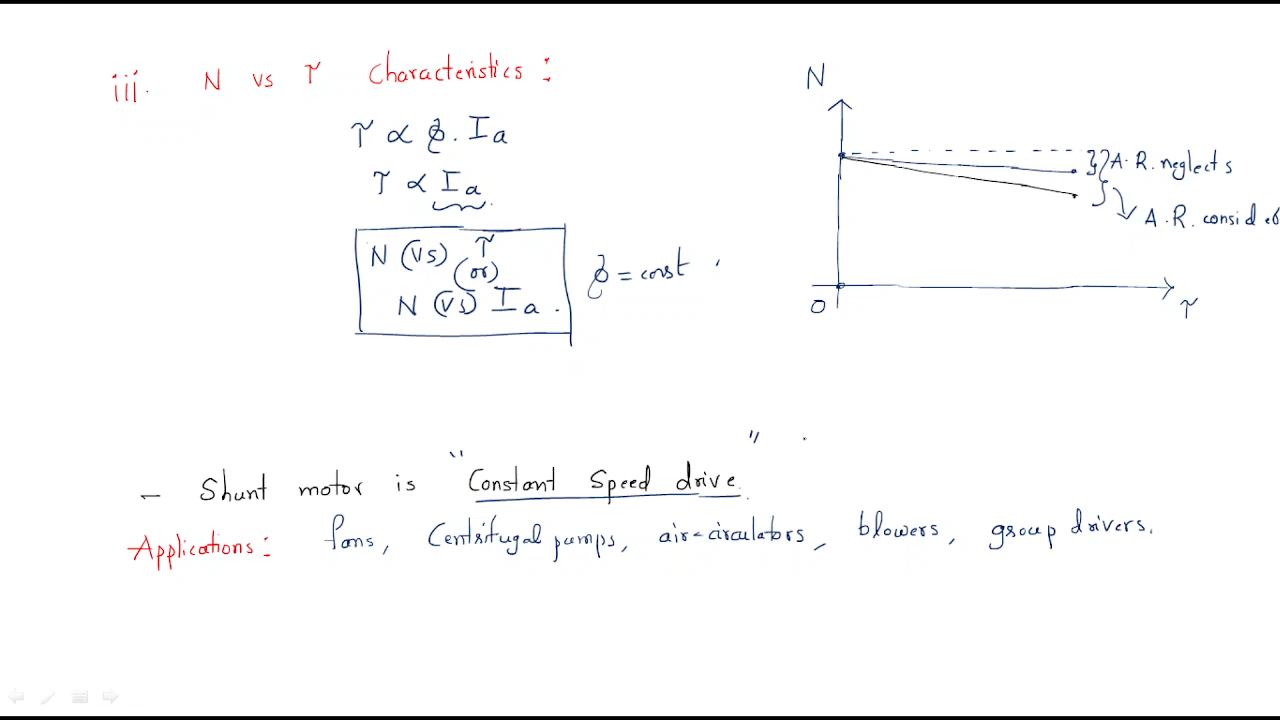 iii. N vs τ Characteristics :
τ ∝ φ. Ia
τ ∝ Ia
N (vs) τ
(or)
N (vs) Ia .
φ = const
N
A.R. neglects
A.R. consider
0
τ
- Shunt motor is "Constant Speed drive."
Applications : fans, Centrifugal pumps, air-circulators, blowers, group drivers.